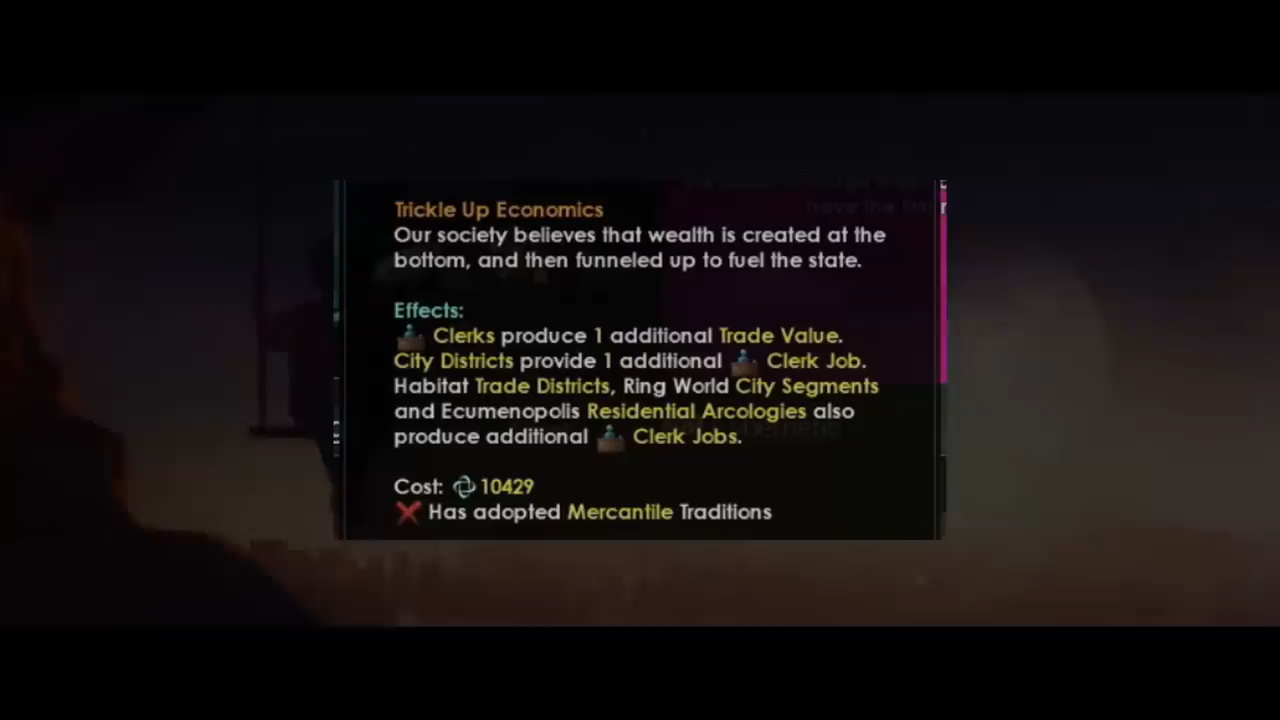 Trickle Up Economics
Our society believes that wealth is created at the
bottom, and then funneled up to fuel the state.
Effects:
Clerks produce 1 additional Trade Value.
City Districts provide 1 additional Clerk Job.
Habitat Trade Districts, Ring World City Segments
and Ecumenopolis Residential Arcologies also
produce additional Clerk Jobs.
Cost: 10429
Has adopted Mercantile Traditions